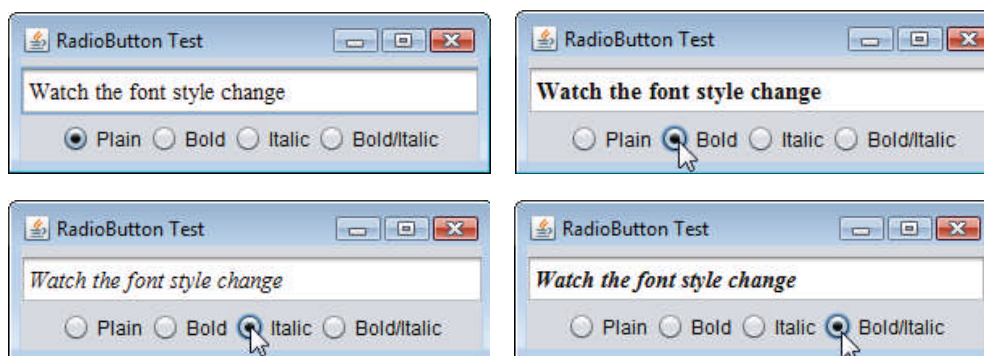 RadioButton Test
Watch the font style change
Plain Bold Italic Bold/Italic
RadioButton Test
Watch the font style change
Plain Bold Italic Bold/Italic
RadioButton Test
Watch the font style change
Plain Bold Italic Bold/Italic
RadioButton Test
Watch the font style change
Plain Bold Italic Bold/Italic